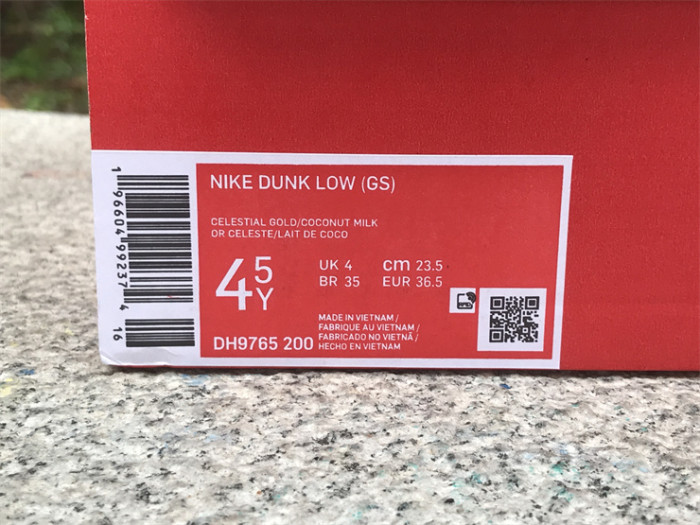 NIKE DUNK LOW (GS)
CELESTIAL GOLD/COCONUT MILK
OR CELESTE/LAIT DE COCO
4 5Y
UK 4 cm 23.5
BR 35 EUR 36.5
MADE IN VIETNAM /
FABRIQUE AU VIETNAM /
FABRICADO NO VIETNÃ /
HECHO EN VIETNAM
DH9765 200
1 96604 99237 4 16